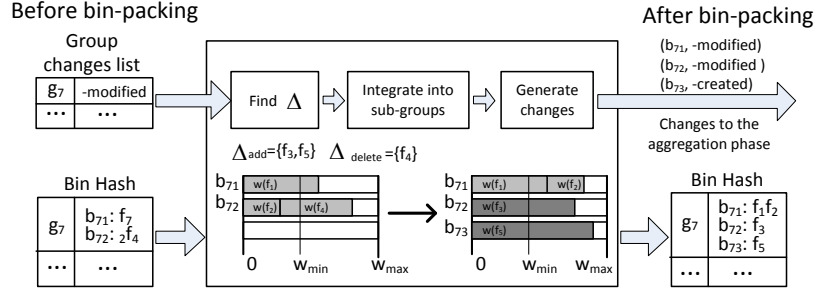 Before bin-packing
After bin-packing
Group
changes list
g7 -modified
... ...
Find Δ
Integrate into
sub-groups
Generate
changes
(b71, -modified)
(b72, -modified )
(b73, -created)
Changes to the
aggregation phase
Δadd={f3,f5} Δ delete={f4}
Bin Hash
g7
b71: f7
b72: 2f4
... ...
b71 w(f1)
b72 w(f2) w(f4)
0 wmin wmax
b71 w(f1) w(f2)
b72 w(f3)
b73 w(f5)
0 wmin wmax
Bin Hash
g7
b71: f1f2
b72: f3
b73: f5
... ...